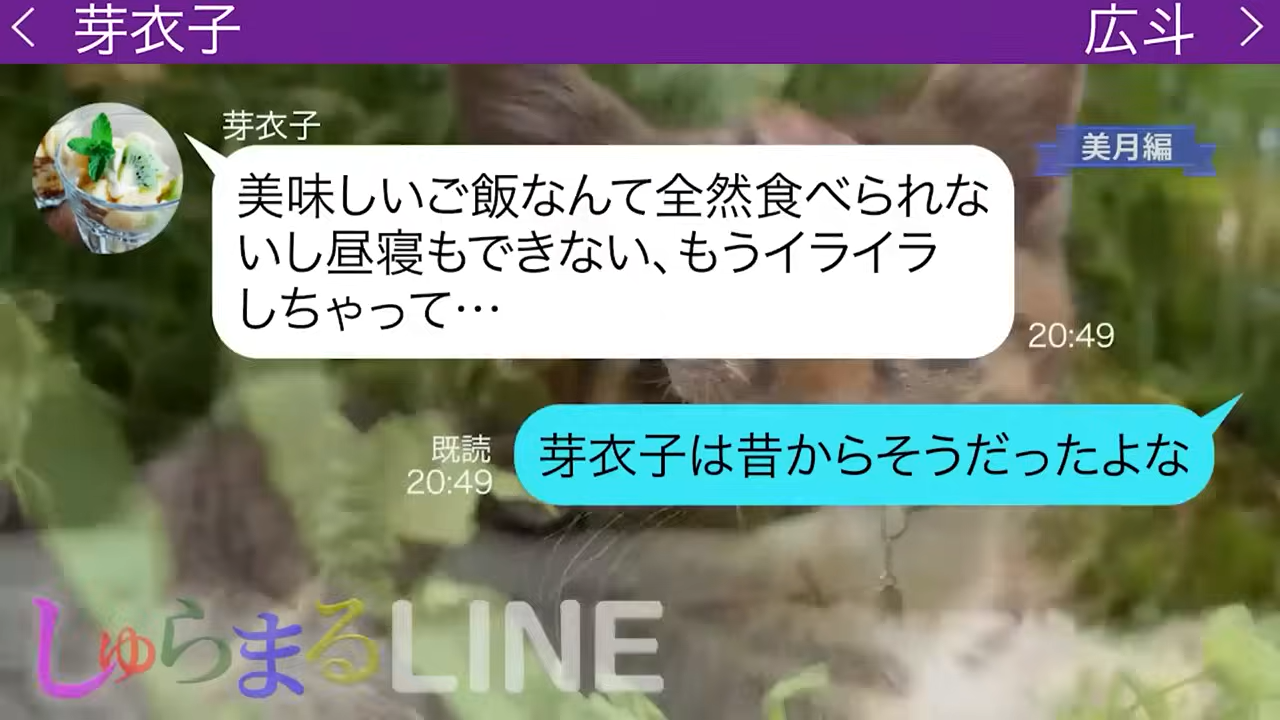 芽衣子
広斗
芽衣子
美月編
美味しいご飯なんて全然食べられな
いし昼寝もできない、もうイライラ
しちゃって…
20:49
既読
20:49
芽衣子は昔からそうだったよな
しゅらまるLINE